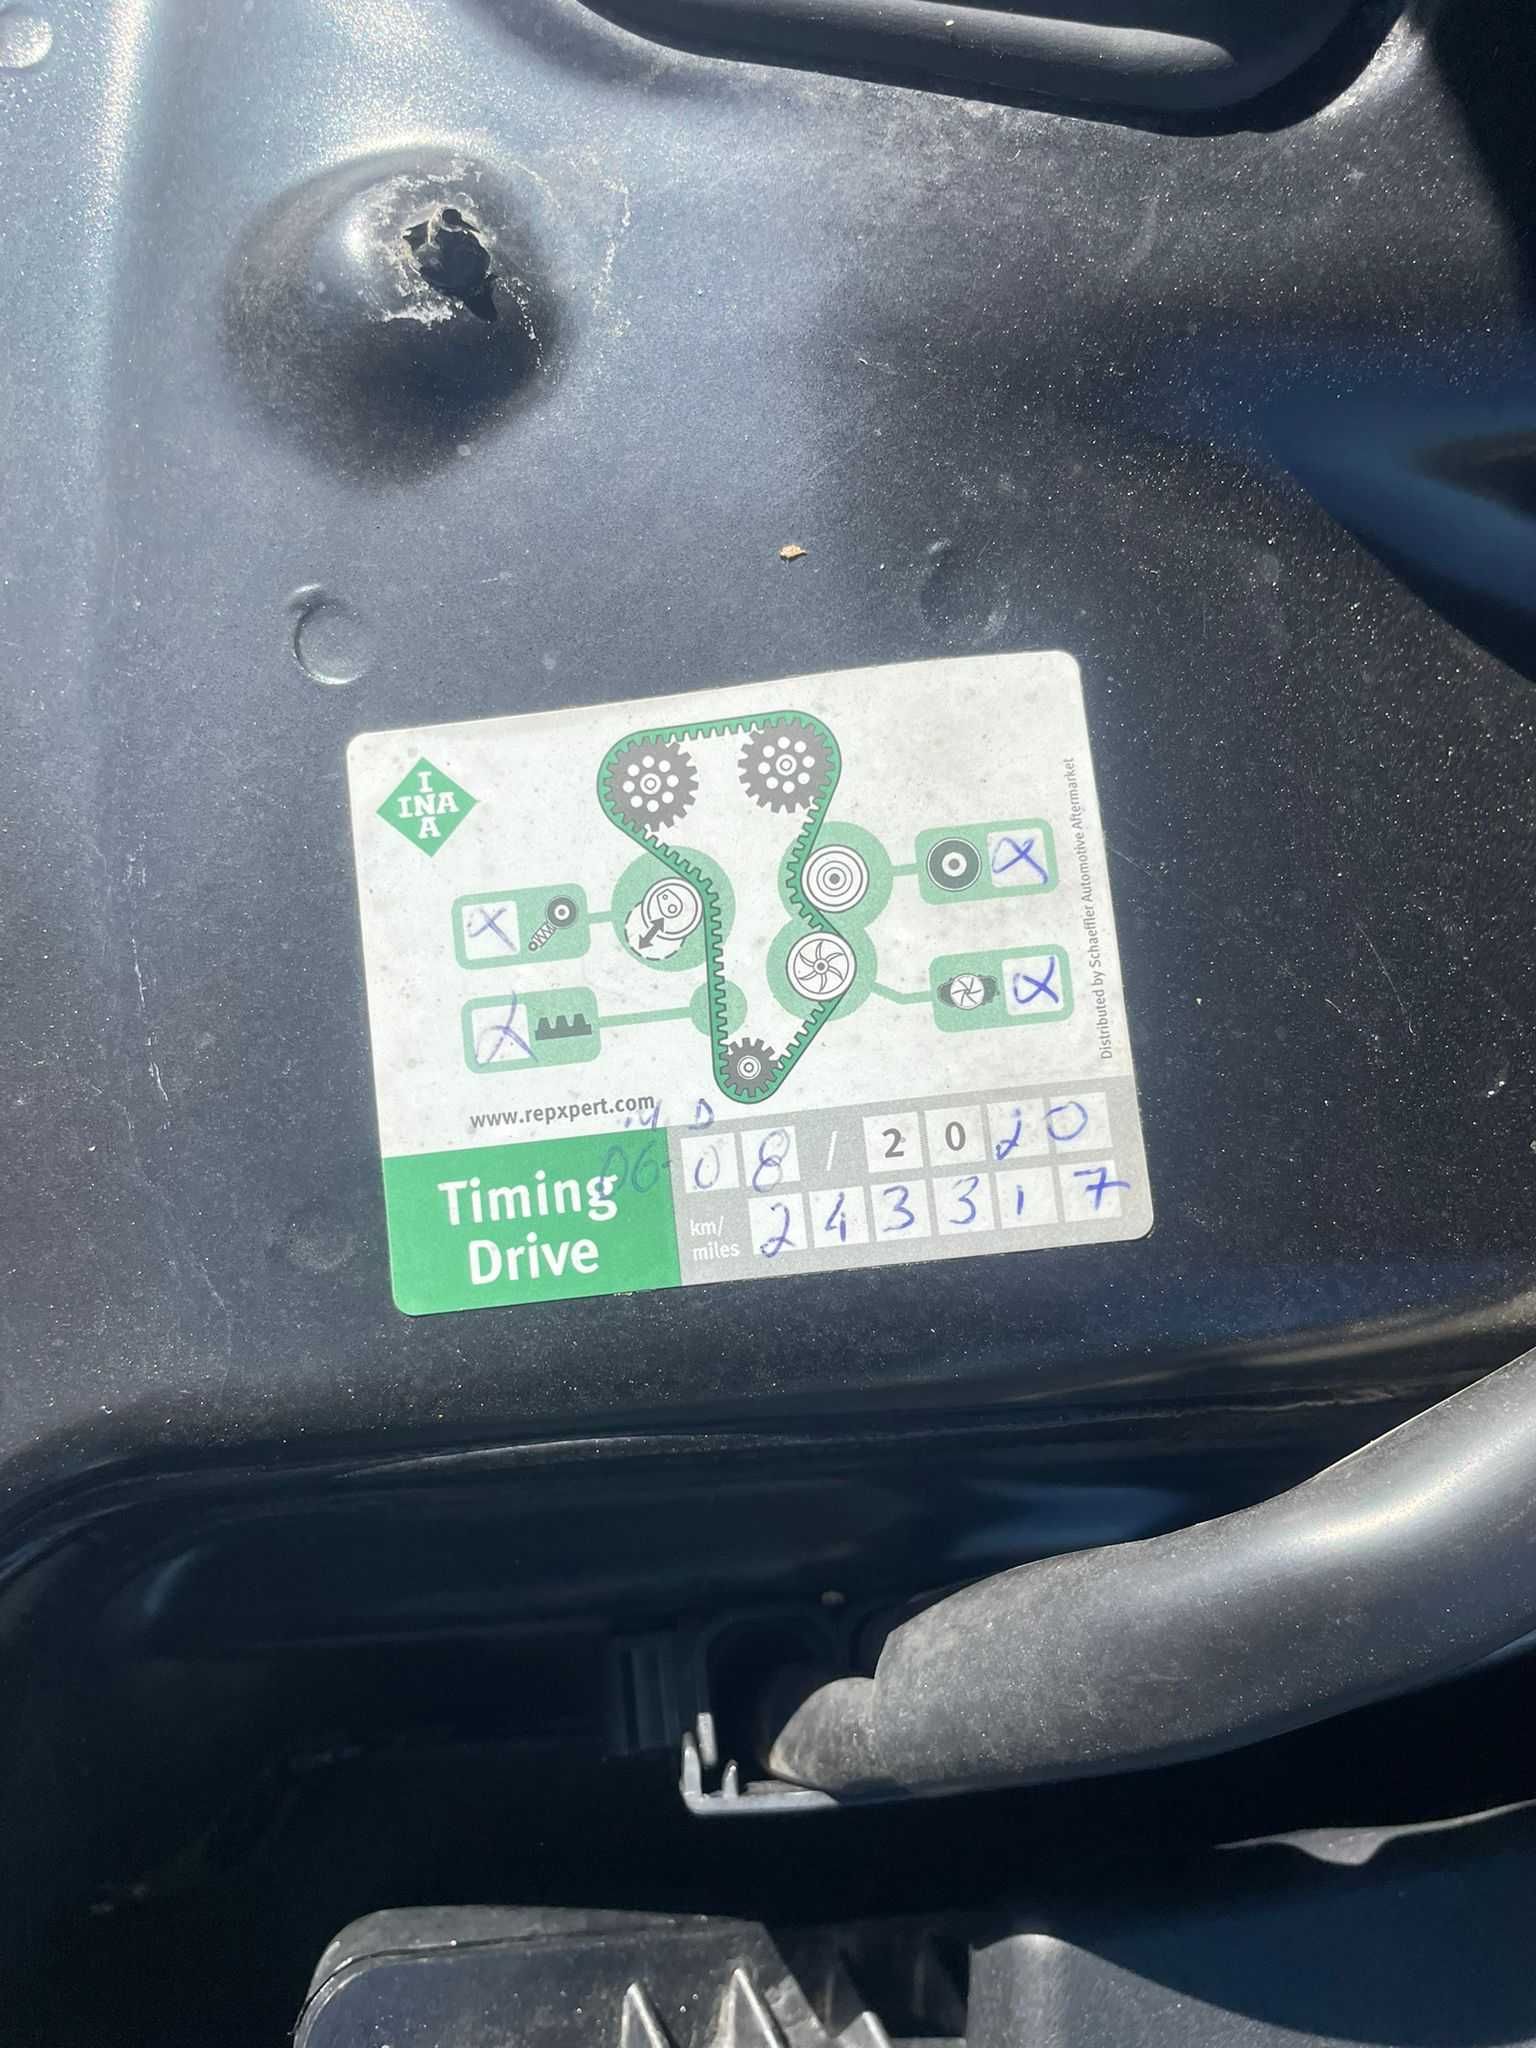 I
INA
A
Distributed by Schaeffler Automotive Aftermarket
www.repxpert.com
M D
06-08 / 2020
Timing
Drive
km/
miles
243317